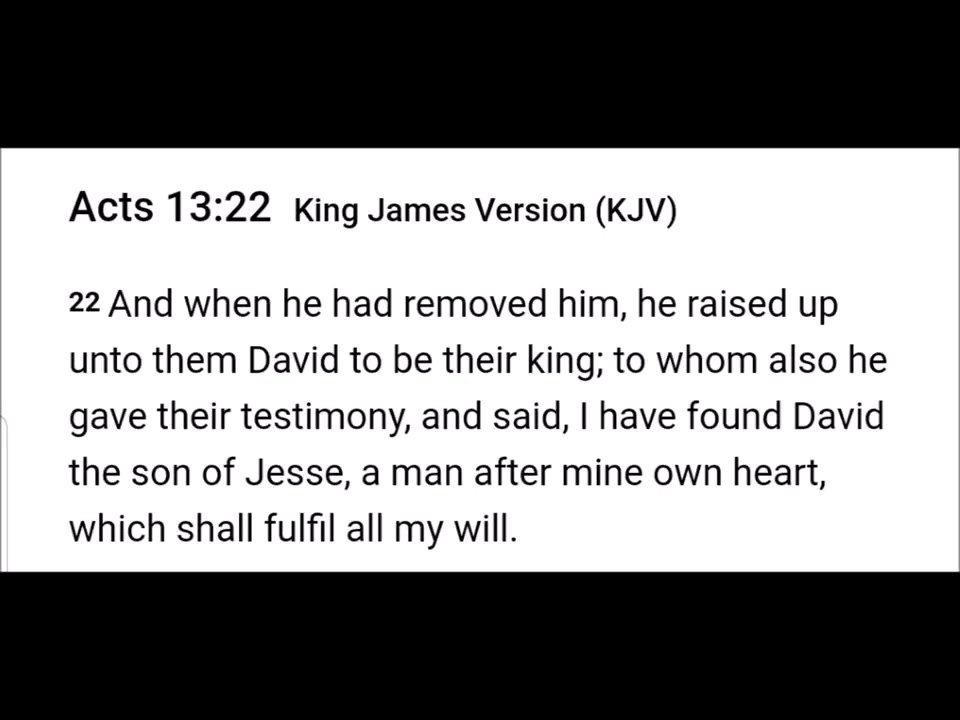 Acts 13:22 King James Version (KJV)
22 And when he had removed him, he raised up
unto them David to be their king; to whom also he
gave their testimony, and said, I have found David
the son of Jesse, a man after mine own heart,
which shall fulfil all my will.